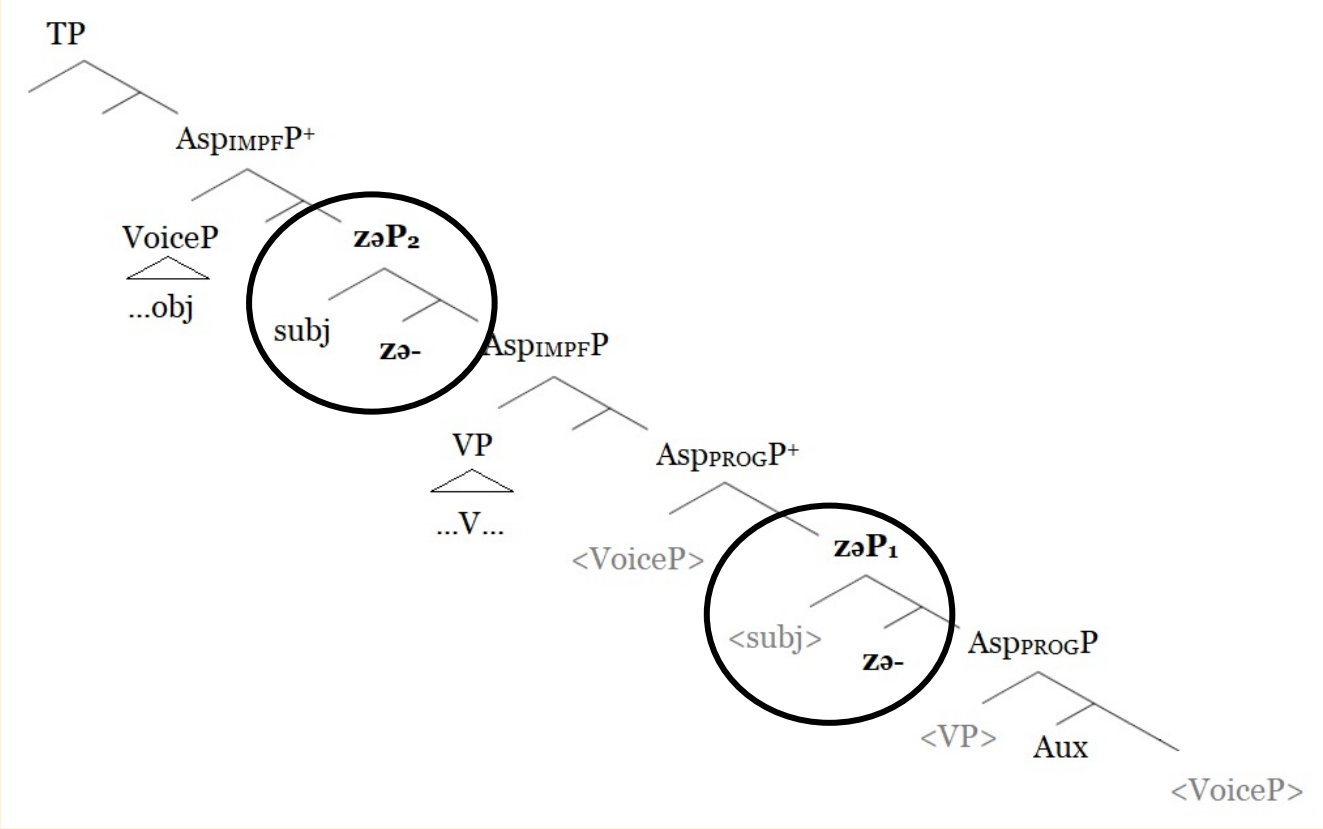 TP
AspIMPFP⁺
VoiceP
zəP₂
...obj
subj
zə-
AspIMPFP
VP
AspPROGP⁺
...V...
<VoiceP>
zəP₁
<subj>
zə-
AspPROGP
<VP>
Aux
<VoiceP>